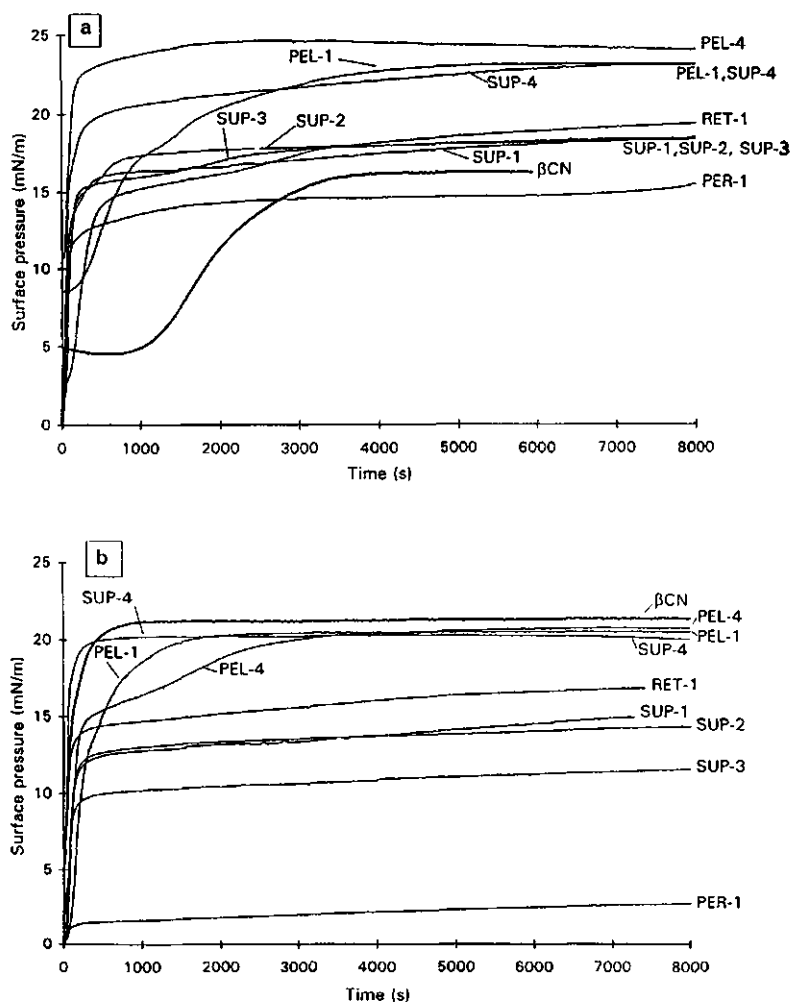 a
25
20
15
10
5
0
Surface pressure (mN/m)
PEL-1
PEL-4
SUP-4
PEL-1,SUP-4
SUP-3
SUP-2
RET-1
SUP-1
SUP-1,SUP-2, SUP-3
βCN
PER-1
0 1000 2000 3000 4000 5000 6000 7000 8000
Time (s)
b
25
20
15
10
5
0
Surface pressure (mN/m)
SUP-4
βCN
PEL-4
PEL-1
PEL-1
SUP-4
PEL-4
RET-1
SUP-1
SUP-2
SUP-3
PER-1
0 1000 2000 3000 4000 5000 6000 7000 8000
Time (s)